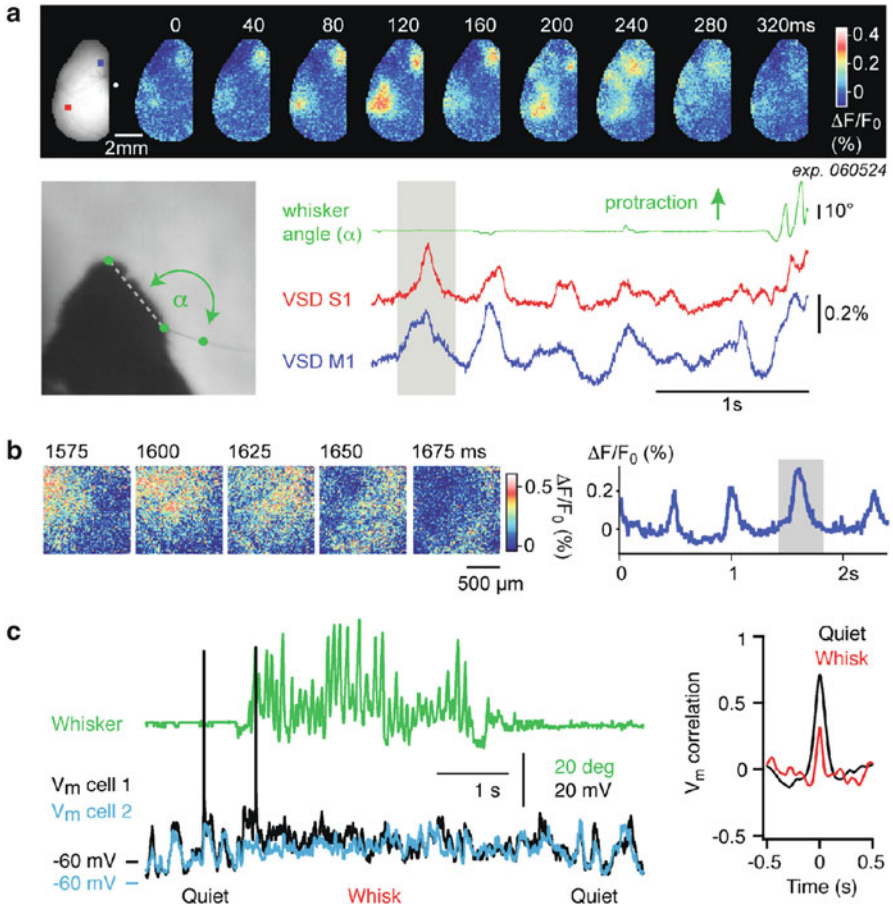 a
0 40 80 120 160 200 240 280 320ms
0.4
0.2
0
ΔF/F₀
(%)
2mm
exp. 060524
whisker
angle (α)
protraction
10°
α
VSD S1
0.2%
VSD M1
1s
b
1575 1600 1625 1650 1675 ms
0.5
0
ΔF/F₀
(%)
500 μm
ΔF/F₀ (%)
0.2
0
0 1 2s
c
Whisker
20 deg
20 mV
1 s
Vₘ cell 1
Vₘ cell 2
-60 mV
-60 mV
Quiet Whisk Quiet
Quiet
Whisk
Vₘ correlation
1
0.5
0
-0.5
-0.5 0 0.5
Time (s)